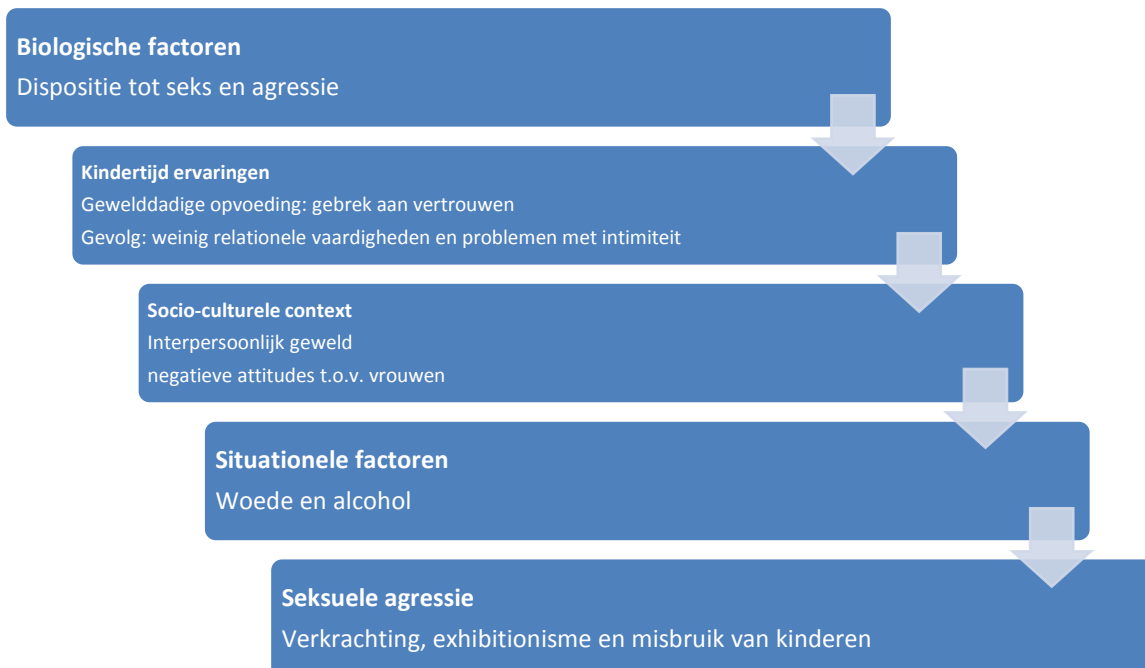 Biologische factoren
Dispositie tot seks en agressie
Kindertijd ervaringen
Gewelddadige opvoeding: gebrek aan vertrouwen
Gevolg: weinig relationele vaardigheden en problemen met intimiteit
Socio-culturele context
Interpersoonlijk geweld
negatieve attitudes t.o.v. vrouwen
Situationele factoren
Woede en alcohol
Seksuele agressie
Verkrachting, exhibitionisme en misbruik van kinderen